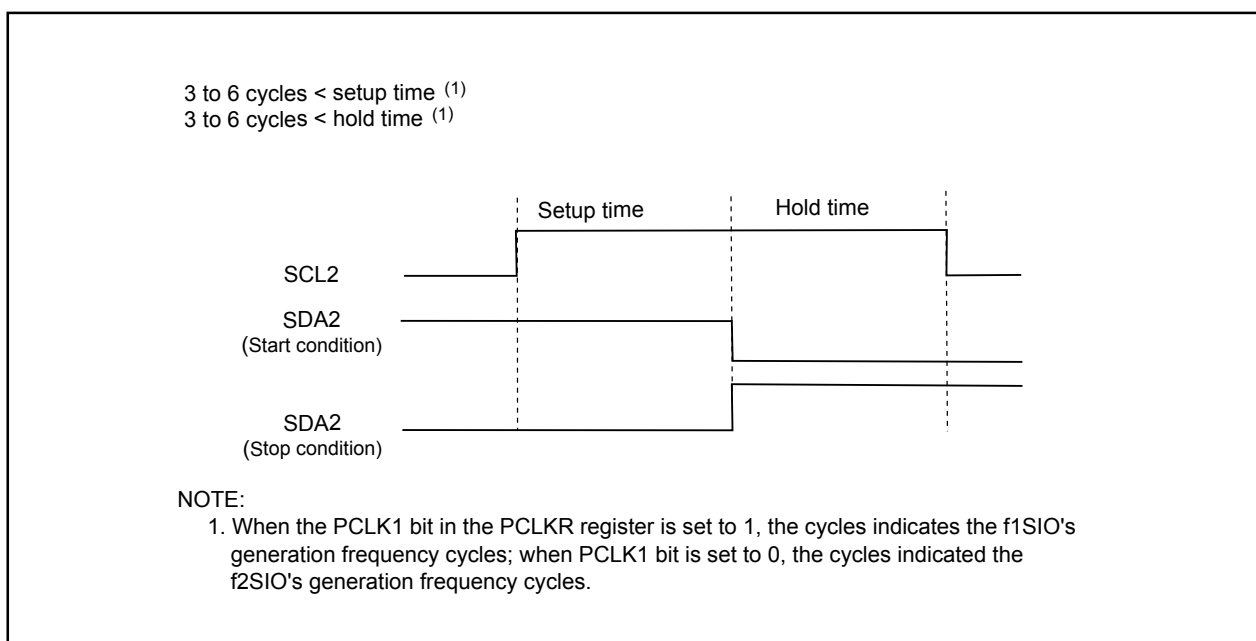 3 to 6 cycles < setup time (1)
3 to 6 cycles < hold time (1)
Setup time
Hold time
SCL2
SDA2
(Start condition)
SDA2
(Stop condition)
NOTE:
1. When the PCLK1 bit in the PCLKR register is set to 1, the cycles indicates the f1SIO's
generation frequency cycles; when PCLK1 bit is set to 0, the cycles indicated the
f2SIO's generation frequency cycles.